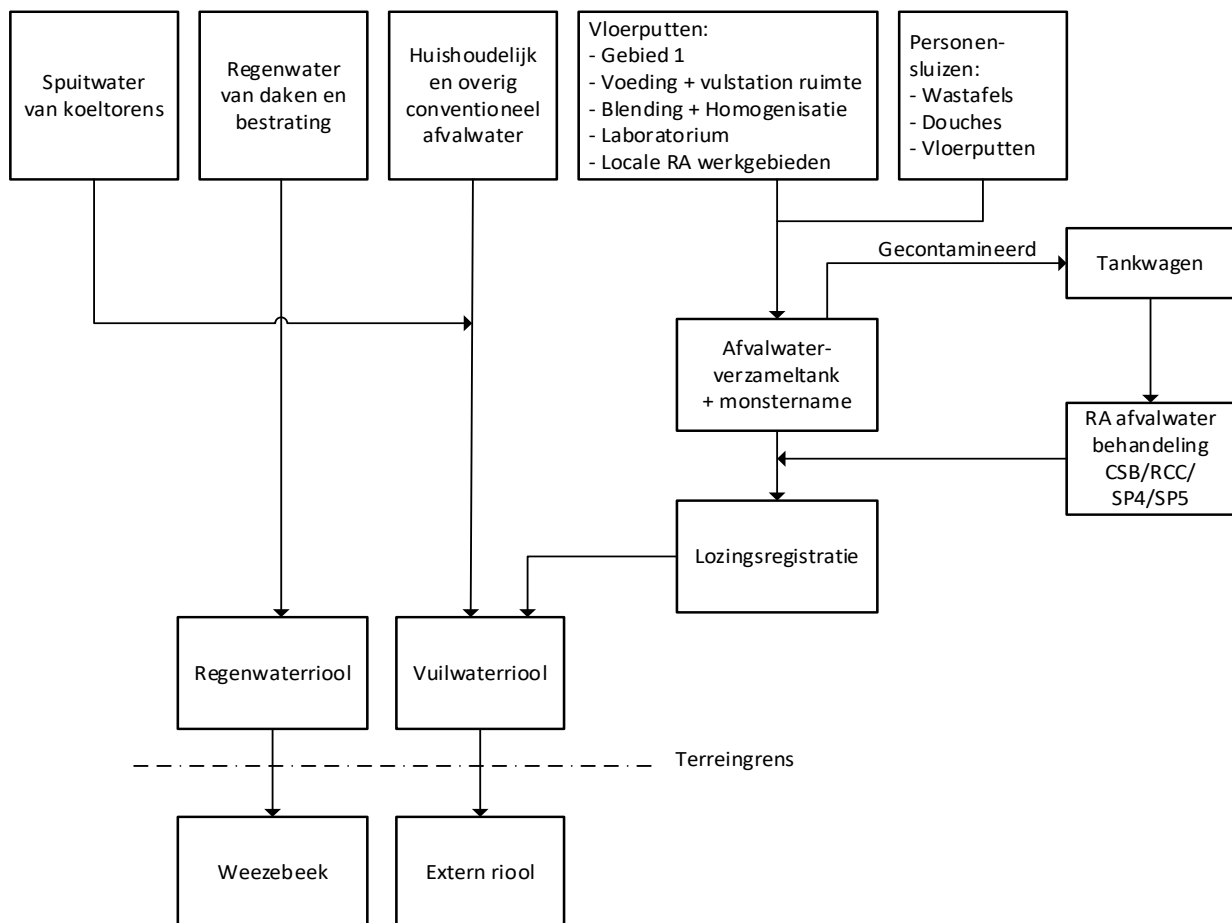 Spuitwater
van koeltorens
Regenwater
van daken en
bestrating
Huishoudelijk
en overig
conventioneel
afvalwater
Vloerputten:
- Gebied 1
- Voeding + vulstation ruimte
- Blending + Homogenisatie
- Laboratorium
- Locale RA werkgebieden
Personen-
sluizen:
- Wastafels
- Douches
- Vloerputten
Gecontamineerd
Tankwagen
Afvalwater-
verzameltank
+ monstername
RA afvalwater
behandeling
CSB/RCC/
SP4/SP5
Lozingsregistratie
Regenwaterriool
Vuilwaterriool
Terreingrens
Weezebeek
Extern riool